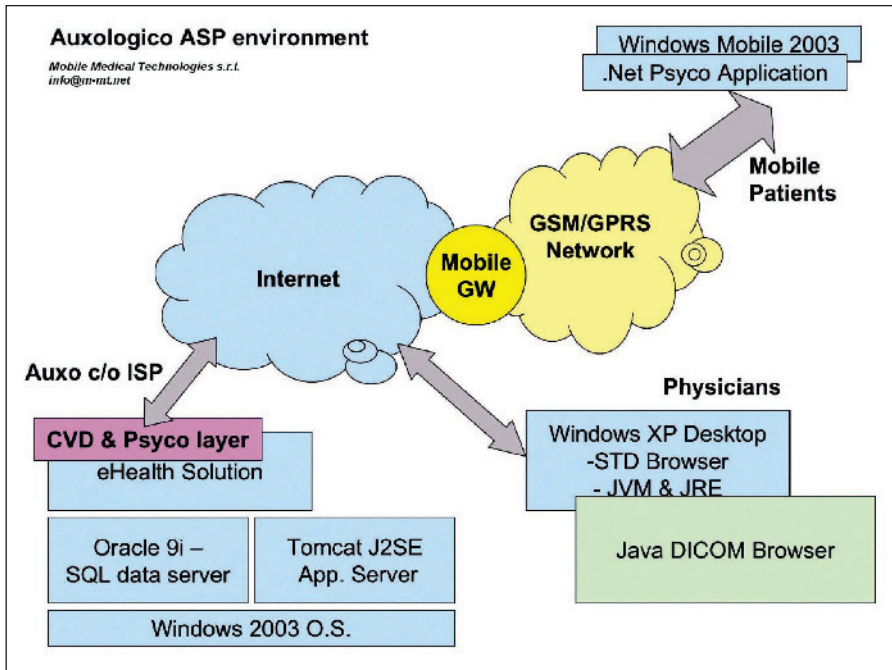 Auxologico ASP environment
Mobile Medical Technologies s.r.l.
info@m-mt.net
Windows Mobile 2003
.Net Psyco Application
Mobile
Patients
GSM/GPRS
Network
Mobile
GW
Internet
Auxo c/o ISP
CVD & Psyco layer
eHealth Solution
Oracle 9i –
SQL data server
Tomcat J2SE
App. Server
Windows 2003 O.S.
Physicians
Windows XP Desktop
-STD Browser
- JVM & JRE
Java DICOM Browser